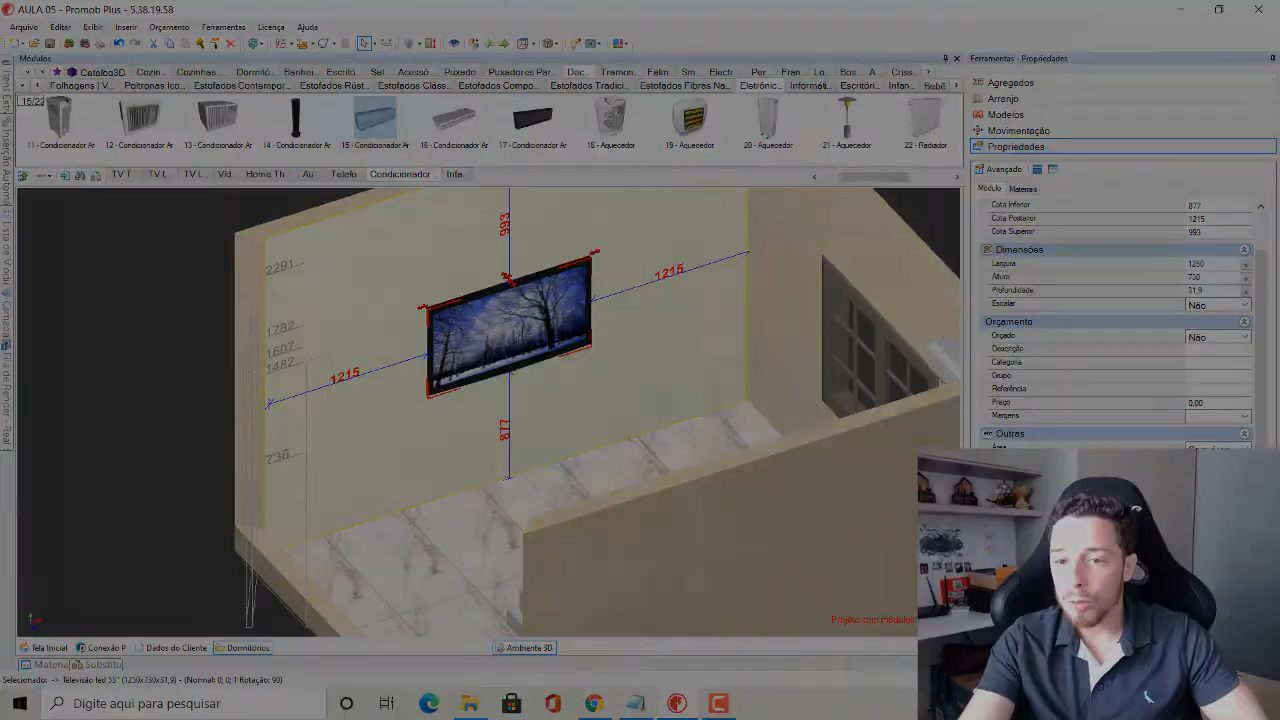 AULA 05 - Promob Plus - 5.38.19.58
Arquivo Editar Exibir Inserir Orçamento Ferramentas Licença Ajuda
Módulos
Catalog3D Cozin... Cozinhas... Dormitó... Banhei... Escritó... Sal... Acessó... Puxado... Puxadores Par... Dec... Tramon... Falm... Sm... Electr... Per... Fran... Lo... Bos... A... Cres...
Folhagens | V... Poltronas Ico... Estofados Contempor... Estofados Rúst... Estofados Cláss... Estofados Compo... Estofados Tradici... Estofados Fibras Na... Eletrônic... Informáti... Escritóri... Infan... Bebê
15/22
11 - Condicionador Ar 12 - Condicionador Ar 13 - Condicionador Ar 14 - Condicionador Ar 15 - Condicionador Ar 16 - Condicionador Ar 17 - Condicionador Ar 18 - Aquecedor 19 - Aquecedor 20 - Aquecedor 21 - Aquecedor 22 - Radiador
TV T... TV L... TV L... Víd... Home Th... Au... Telefo... Condicionador... Infa...
Ferramentas - Propriedades
Agregados
Arranjo
Modelos
Movimentação
Propriedades
Avançado
Módulo Materiais
Cota Inferior 877
Cota Posterior 1215
Cota Superior 993
Dimensões
Largura 1250
Altura 730
Profundidade 31,9
Escalar Não
Orçamento
Orçado Não
Descrição
Categoria
Grupo
Referência
Preço 0,00
Margens
Outras
993
2291
1215
1782
1607
1482
1215
877
736
Projeto com módulos
Tela Inicial Conexão P Dados do Cliente Dormitórios Ambiente 3D
Materia Substitu
Selecionado: -> Televisão led 55" (1250x730x31,9) - (Normal: 0; 0; 1 Rotação: 90)
Digite aqui para pesquisar